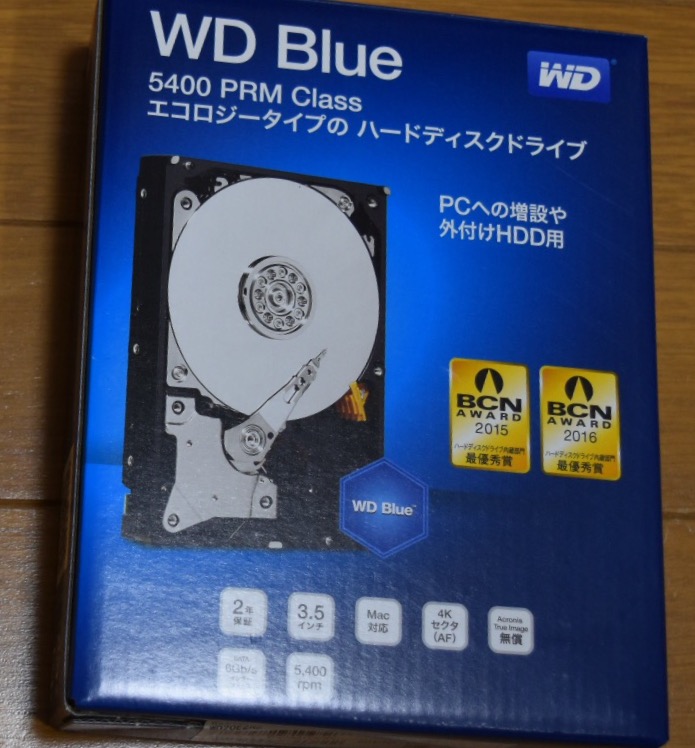 WD Blue
WD
5400 PRM Class
エコロジータイプの ハードディスクドライブ
PCへの増設や
外付けHDD用
BCN
AWARD
2015
ハードディスクドライブ内蔵部門
最優秀賞
BCN
AWARD
2016
ハードディスクドライブ内蔵部門
最優秀賞
WD Blue™
2年
保証
3.5
インチ
Mac
対応
4K
セクタ
(AF)
Acronis
True Image
無償
6Gb/s
5,400
rpm